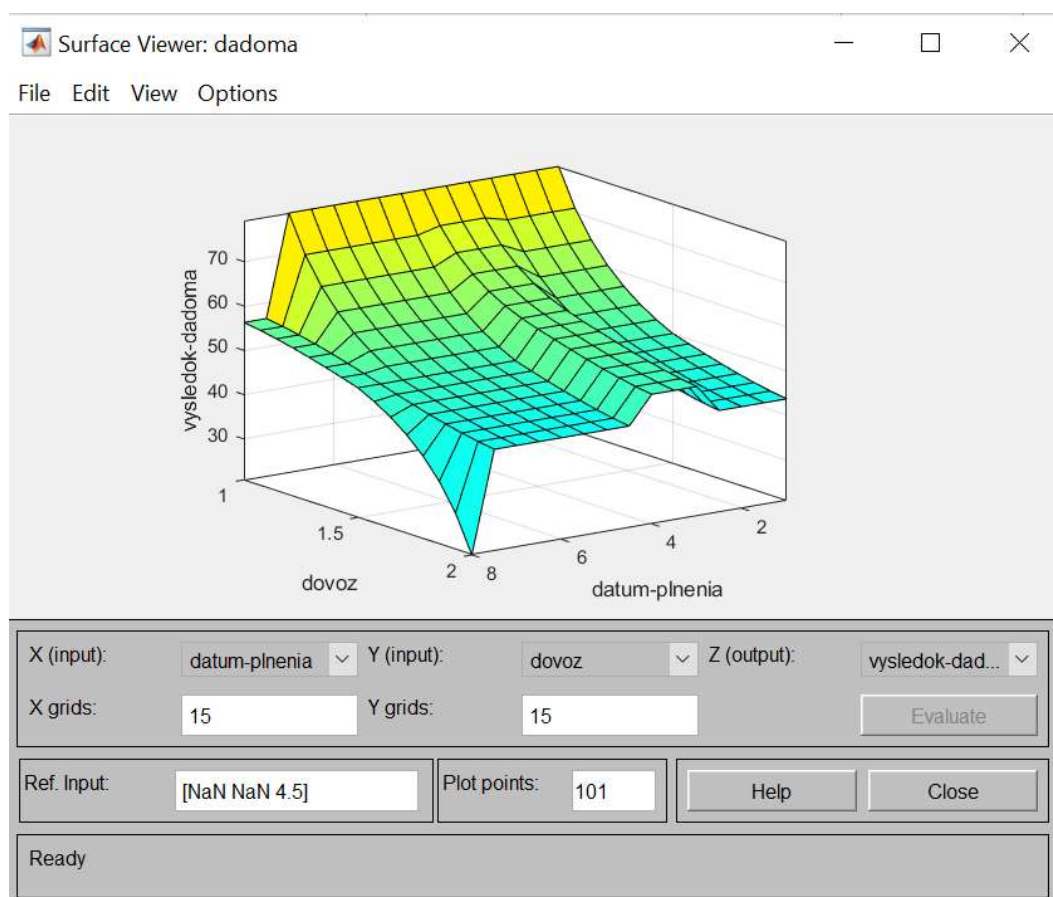 Surface Viewer: dadoma
File Edit View Options
vysledok-dadoma
70
60
50
40
30
1
1.5
2
dovoz
8
6
4
2
datum-plnenia
X (input): datum-plnenia Y (input): dovoz Z (output): vysledok-dad...
X grids: 15 Y grids: 15 Evaluate
Ref. Input: [NaN NaN 4.5] Plot points: 101 Help Close
Ready